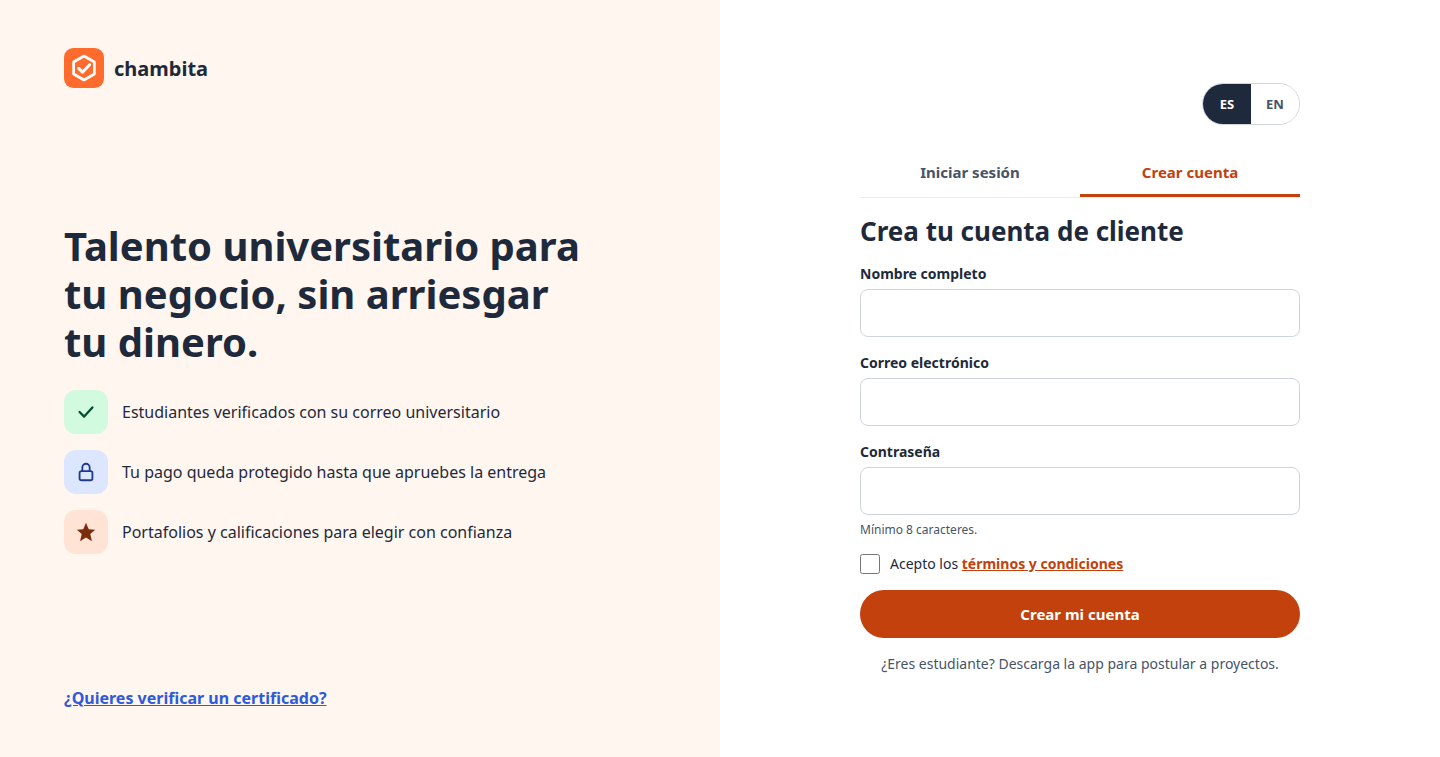 chambita
Talento universitario para
tu negocio, sin arriesgar
tu dinero.
Estudiantes verificados con su correo universitario
Tu pago queda protegido hasta que apruebes la entrega
Portafolios y calificaciones para elegir con confianza
¿Quieres verificar un certificado?
ES EN
Iniciar sesión Crear cuenta
Crea tu cuenta de cliente
Nombre completo
Correo electrónico
Contraseña
Mínimo 8 caracteres.
Acepto los términos y condiciones
Crear mi cuenta
¿Eres estudiante? Descarga la app para postular a proyectos.